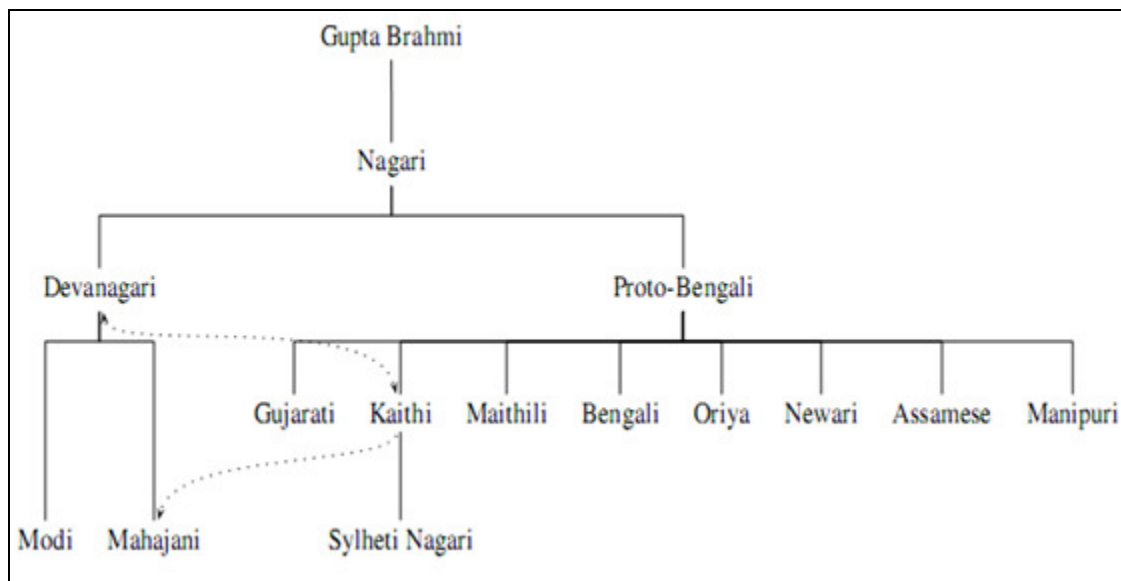 Gupta Brahmi
Nagari
Devanagari Proto-Bengali
Gujarati Kaithi Maithili Bengali Oriya Newari Assamese Manipuri
Modi Mahajani Sylheti Nagari